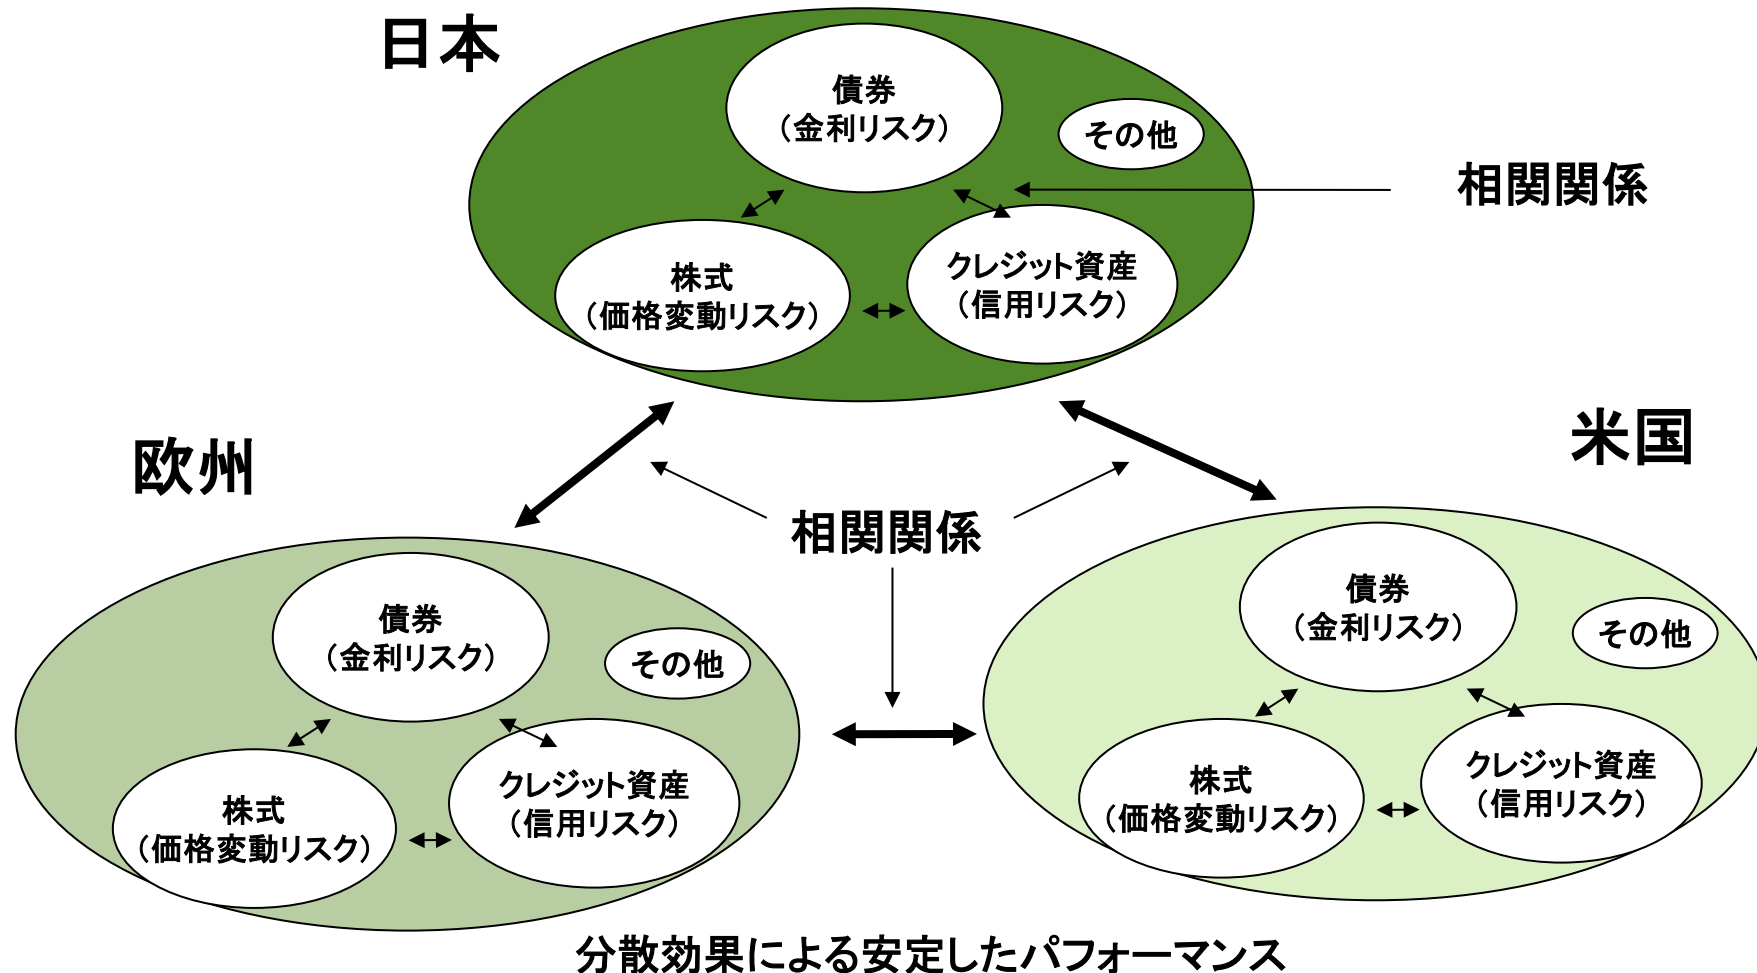 日本
債券
（金利リスク）
その他
相関関係
株式
（価格変動リスク）
クレジット資産
（信用リスク）
欧州
米国
相関関係
債券
（金利リスク）
その他
株式
（価格変動リスク）
クレジット資産
（信用リスク）
債券
（金利リスク）
その他
株式
（価格変動リスク）
クレジット資産
（信用リスク）
分散効果による安定したパフォーマンス